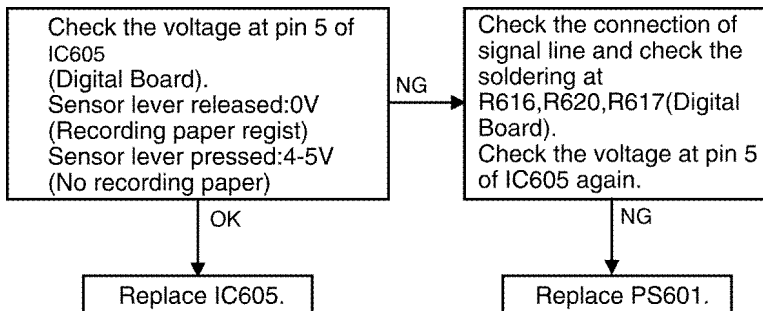 Check the voltage at pin 5 of
IC605
(Digital Board).
Sensor lever released:0V
(Recording paper regist)
Sensor lever pressed:4-5V
(No recording paper)
NG
Check the connection of
signal line and check the
soldering at
R616,R620,R617(Digital
Board).
Check the voltage at pin 5
of IC605 again.
OK
NG
Replace IC605.
Replace PS601.